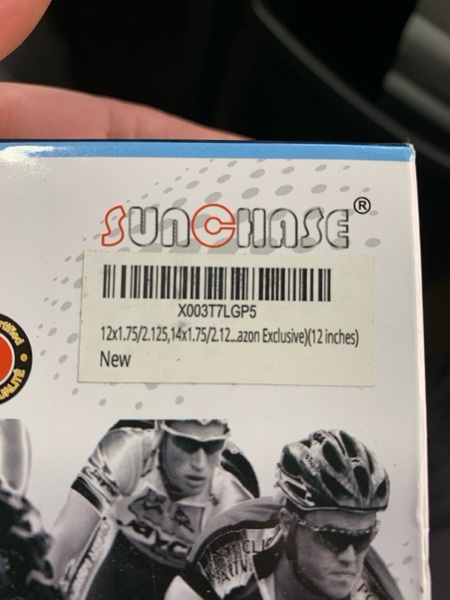 SUNCHASE®
X003T7LGP5
12x1.75/2.125,14x1.75/2.12...azon Exclusive)(12 inches)
New